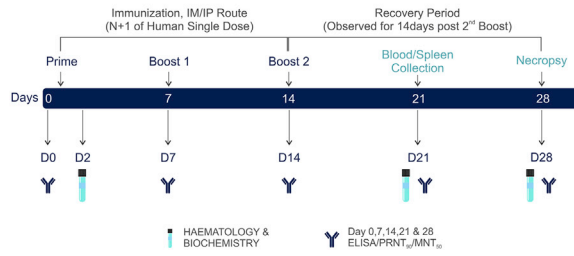 Immunization, IM/IP Route
(N+1 of Human Single Dose)
Recovery Period
(Observed for 14days post 2nd Boost)
Prime
Boost 1
Boost 2
Blood/Spleen
Collection
Necropsy
Days 0 7 14 21 28
D0 D2 D7 D14 D21 D28
HAEMATOLOGY &
BIOCHEMISTRY
Day 0,7,14,21 & 28
ELISA/PRNT90/MNT50